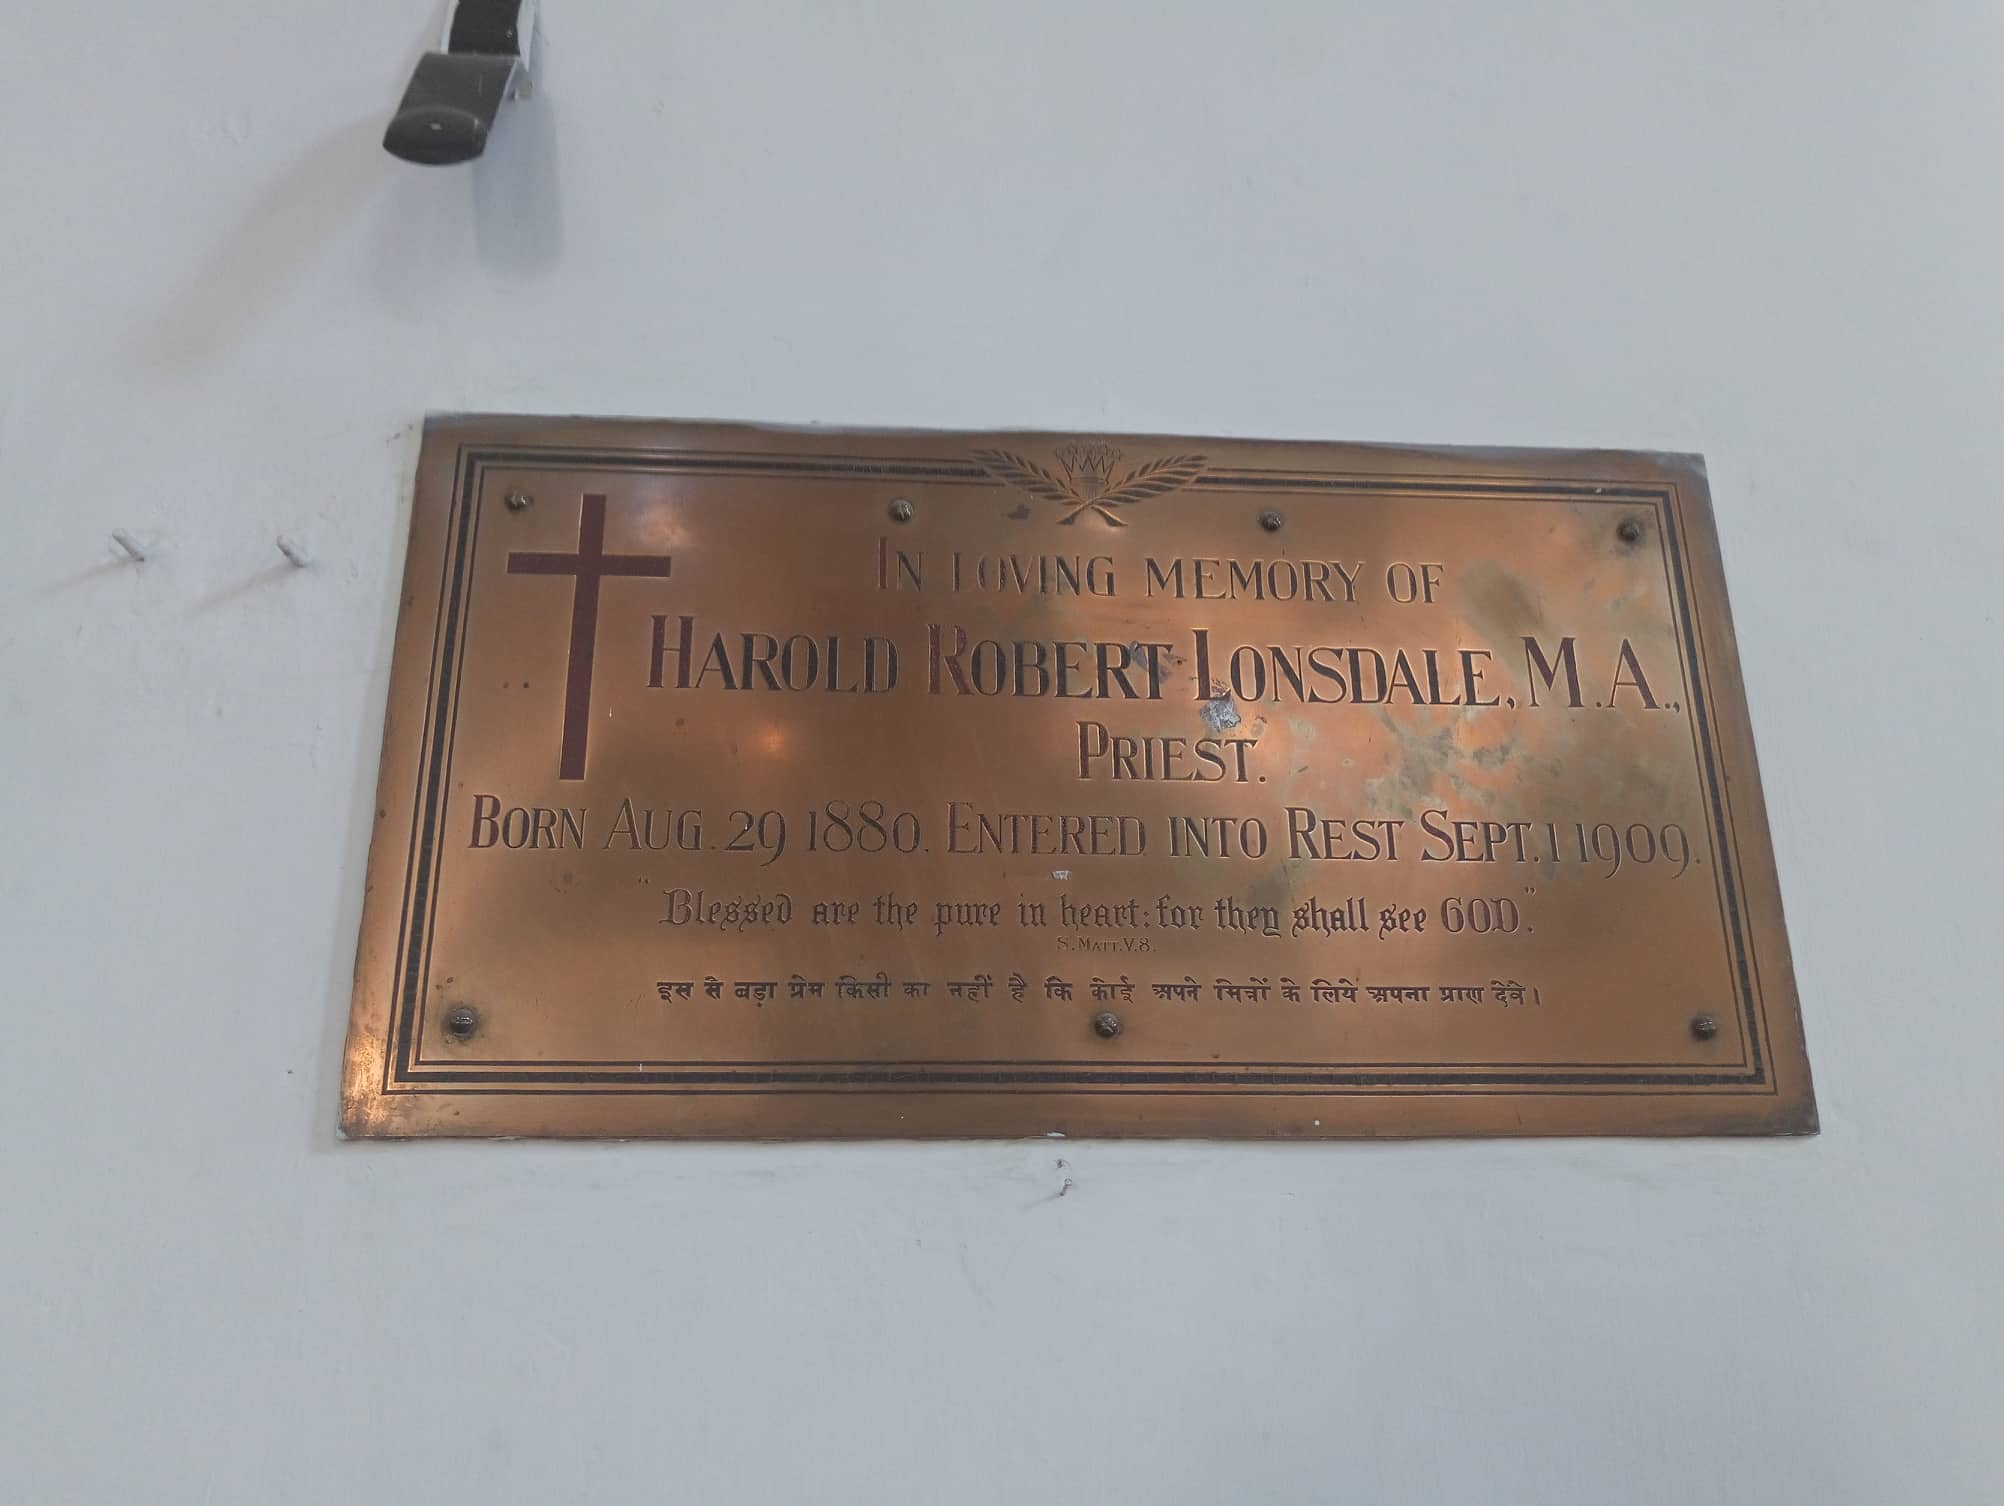 IN LOVING MEMORY OF
HAROLD ROBERT LONSDALE, M.A.,
PRIEST.
BORN AUG. 29 1880. ENTERED INTO REST SEPT. 1 1909.
"Blessed are the pure in heart: for they shall see GOD."
S. MATT. V. 8.
इस से बड़ा प्रेम किसी का नहीं है कि कोई अपने मित्रों के लिये अपना प्राण देवे।